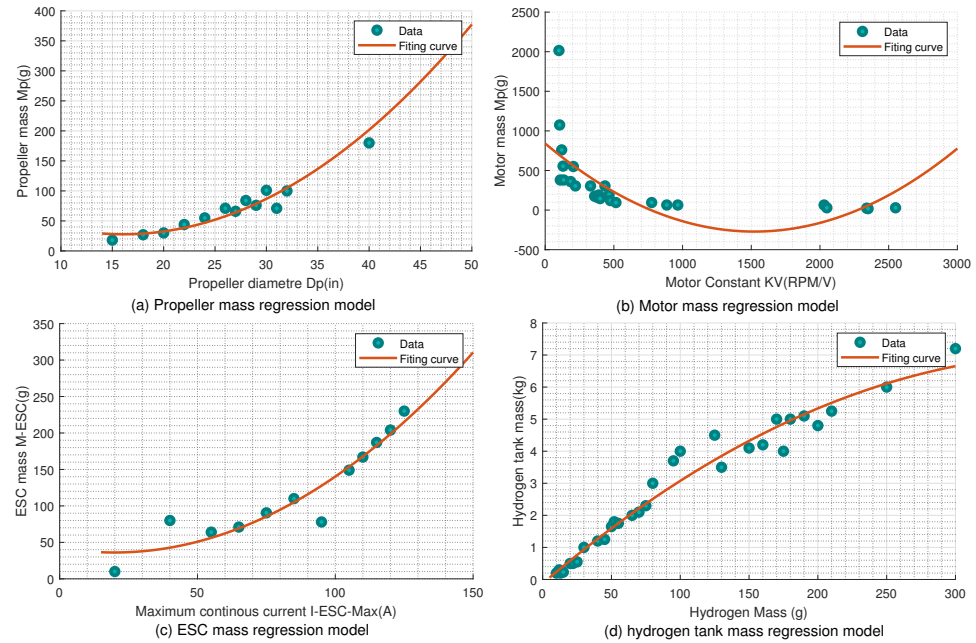 400
350
300
250
200
150
100
50
0
Propeller mass Mp(g)
Data
Fiting curve
10 15 20 25 30 35 40 45 50
Propeller diametre Dp(in)
(a) Propeller mass regression model
2500
2000
1500
1000
500
0
-500
Motor mass Mp(g)
Data
Fiting curve
0 500 1000 1500 2000 2500 3000
Motor Constant KV(RPM/V)
(b) Motor mass regression model
350
300
250
200
150
100
50
0
ESC mass M-ESC(g)
Data
Fiting curve
0 50 100 150
Maximum continous current I-ESC-Max(A)
(c) ESC mass regression model
8
7
6
5
4
3
2
1
0
Hydrogen tank mass(kg)
Data
Fiting curve
0 50 100 150 200 250 300
Hydrogen Mass (g)
(d) hydrogen tank mass regression model